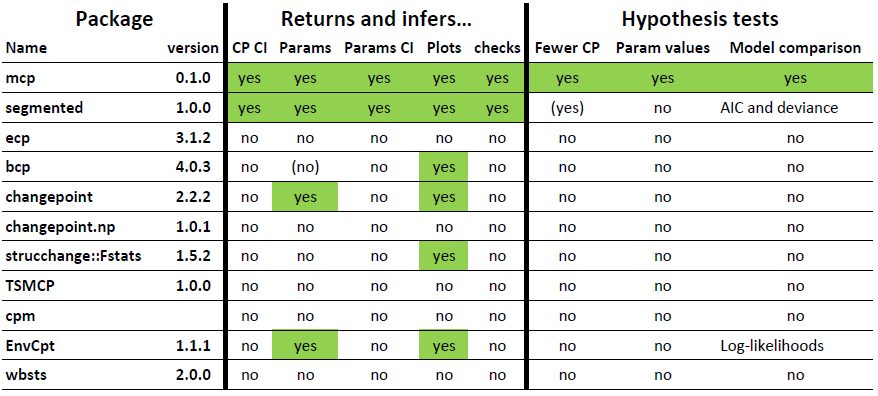 Package Returns and infers... Hypothesis tests
Name version CP CI Params Params CI Plots checks Fewer CP Param values Model comparison
mcp 0.1.0 yes yes yes yes yes yes yes yes
segmented 1.0.0 yes yes yes yes yes (yes) no AIC and deviance
ecp 3.1.2 no no no no no no no no
bcp 4.0.3 no (no) no yes no no no no
changepoint 2.2.2 no yes no yes no no no no
changepoint.np 1.0.1 no no no no no no no no
strucchange::Fstats 1.5.2 no no no yes no no no no
TSMCP 1.0.0 no no no no no no no no
cpm no no no no no no no no
EnvCpt 1.1.1 no yes no yes no no no Log-likelihoods
wbsts 2.0.0 no no no no no no no no